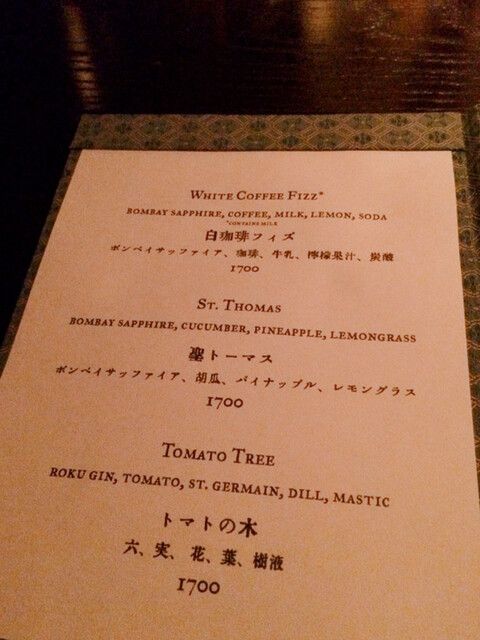 WHITE COFFEE FIZZ*
BOMBAY SAPPHIRE, COFFEE, MILK, LEMON, SODA
*CONTAINS MILK
白珈琲フィズ
ボンベイサッファイア、珈琲、牛乳、檸檬果汁、炭酸
1700
ST. THOMAS
BOMBAY SAPPHIRE, CUCUMBER, PINEAPPLE, LEMONGRASS
聖トーマス
ボンベイサッファイア、胡瓜、パイナップル、レモングラス
1700
TOMATO TREE
ROKU GIN, TOMATO, ST. GERMAIN, DILL, MASTIC
トマトの木
六、実、花、葉、樹液
1700